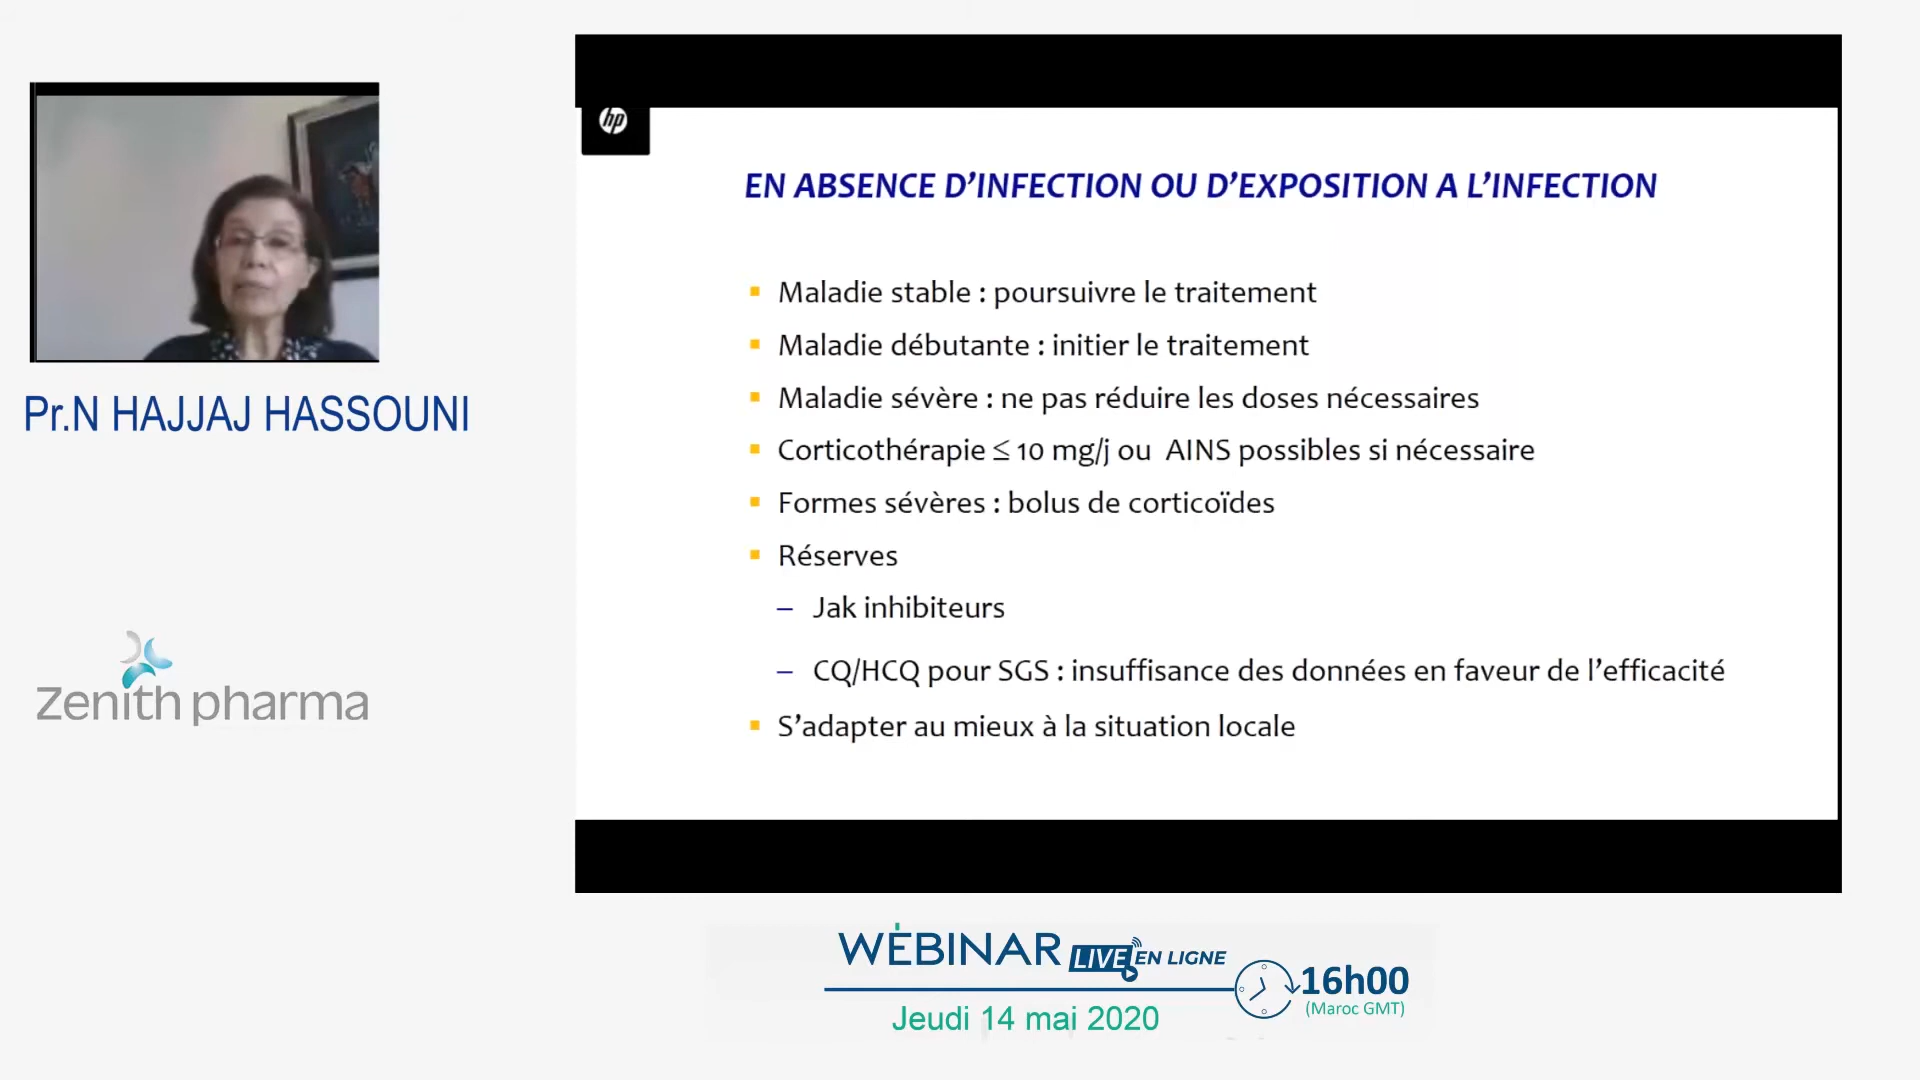 hp
EN ABSENCE D’INFECTION OU D’EXPOSITION A L’INFECTION
Maladie stable : poursuivre le traitement
Maladie débutante : initier le traitement
Maladie sévère : ne pas réduire les doses nécessaires
Corticothérapie ≤ 10 mg/j ou AINS possibles si nécessaire
Formes sévères : bolus de corticoïdes
Réserves
– Jak inhibiteurs
– CQ/HCQ pour SGS : insuffisance des données en faveur de l’efficacité
S’adapter au mieux à la situation locale
Pr.N HAJJAJ HASSOUNI
zenith pharma
WEBINAR LIVE EN LIGNE
16h00
(Maroc GMT)
Jeudi 14 mai 2020